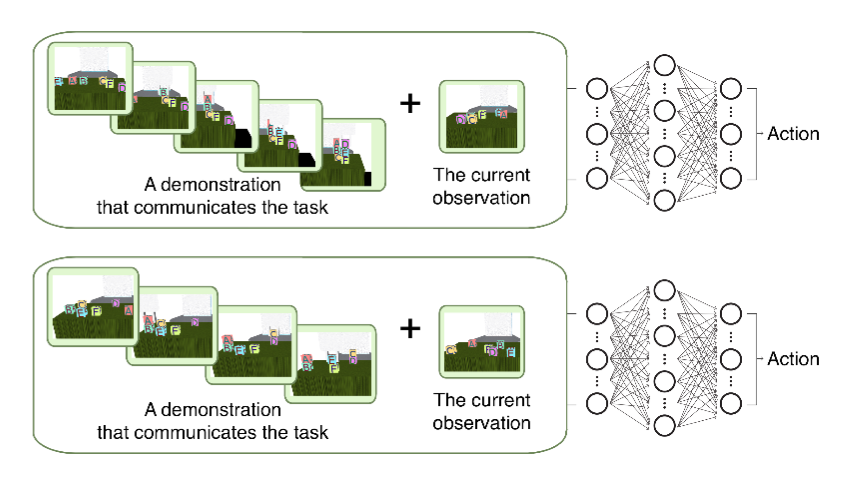 +
Action
A demonstration
that communicates the task
The current
observation
+
Action
A demonstration
that communicates the task
The current
observation